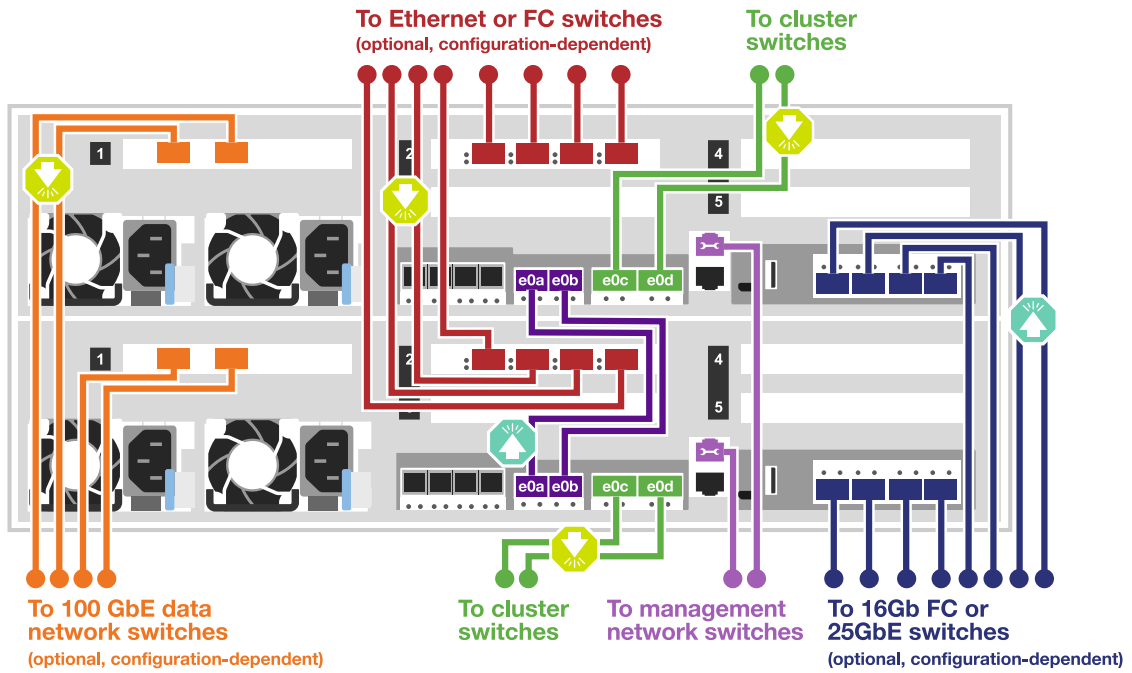 To Ethernet or FC switches
(optional, configuration-dependent)
To cluster
switches
1
2
4
5
e0a e0b
e0c e0d
1
2
4
5
e0a e0b
e0c e0d
To 100 GbE data
network switches
(optional, configuration-dependent)
To cluster
switches
To management
network switches
To 16Gb FC or
25GbE switches
(optional, configuration-dependent)